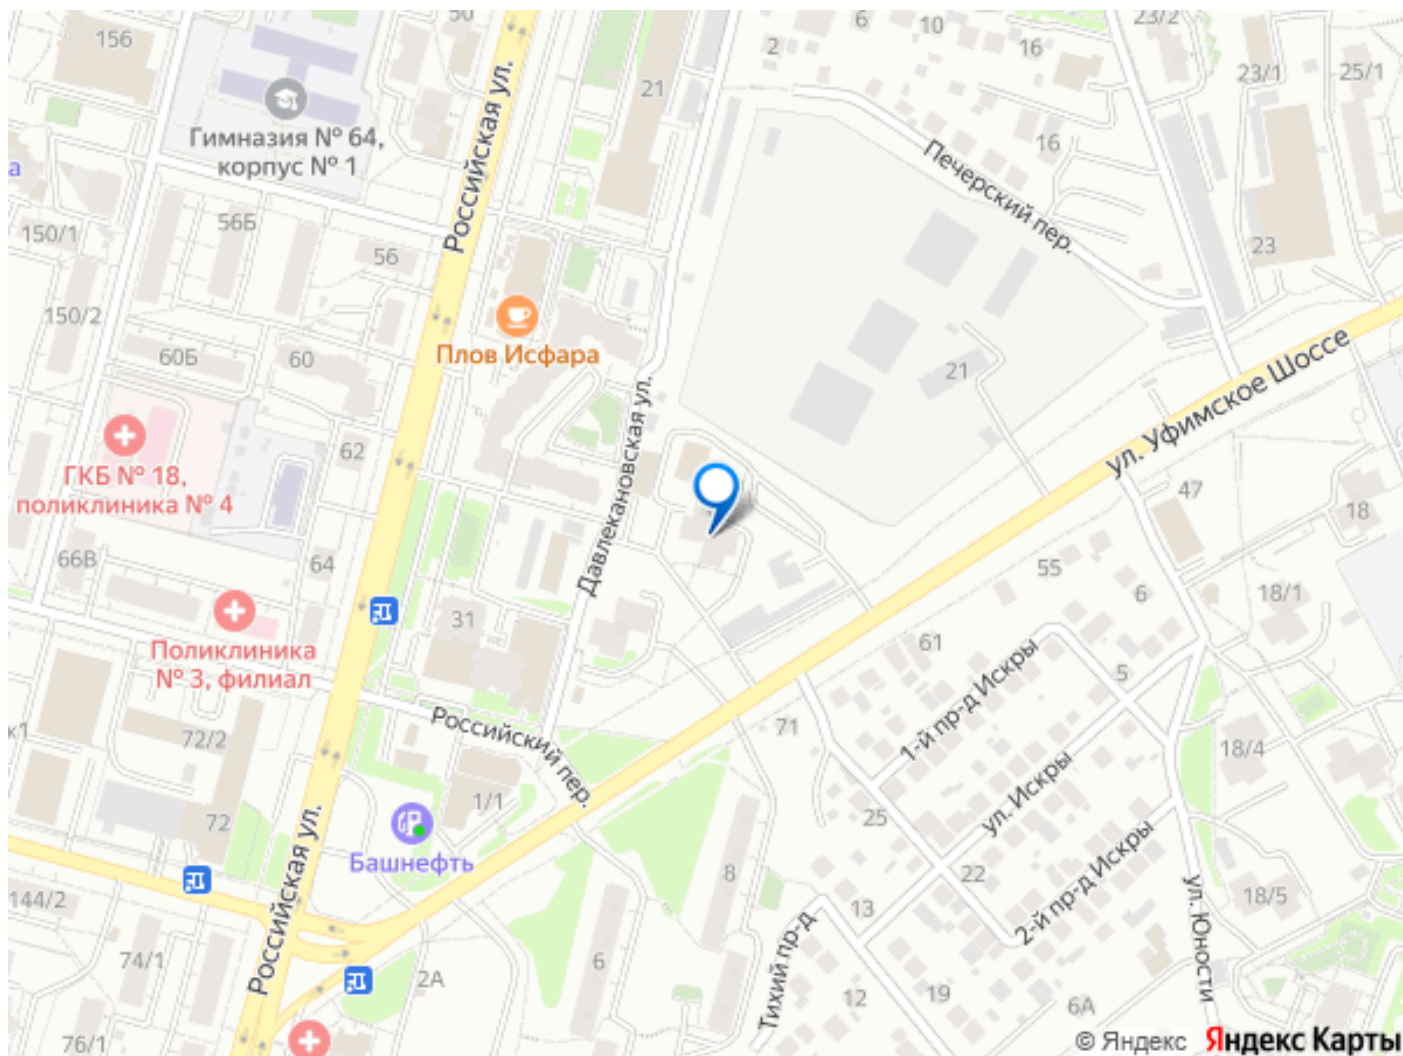 156
50
21
2
6
10
16
23/2
23/1
25/1
Гимназия № 64,
корпус № 1
Российская ул.
16
Печерский пер.
а
150/1
56Б
56
23
150/2
60Б
60
Плов Исфара
21
ул. Уфимское Шоссе
Давлекановская ул.
62
ГКБ № 18,
поликлиника № 4
47
18
66В
64
55
6
18/1
31
61
Поликлиника
№ 3, филиал
1-й пр-д Искры
5
Российский пер.
к1
72/2
71
18/4
ул. Искры
1/1
72
25
Российская ул.
Башнефть
8
22
2-й пр-д Искры
ул. Юности
144/2
13
18/5
74/1
6
2А
Тихий пр-д
12
19
6А
76/1
© Яндекс Яндекс Карты